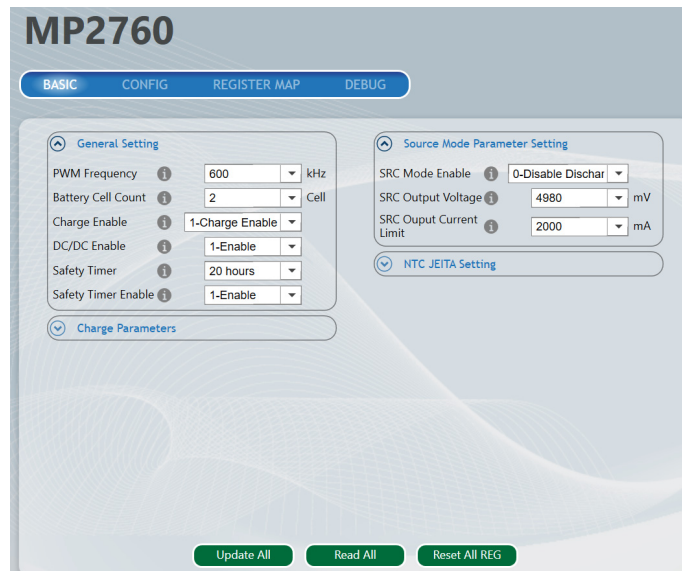 MP2760
BASIC CONFIG REGISTER MAP DEBUG
General Setting
PWM Frequency 600 kHz
Battery Cell Count 2 Cell
Charge Enable 1-Charge Enable
DC/DC Enable 1-Enable
Safety Timer 20 hours
Safety Timer Enable 1-Enable
Charge Parameters
Source Mode Parameter Setting
SRC Mode Enable 0-Disable Dischar
SRC Output Voltage 4980 mV
SRC Ouput Current
Limit 2000 mA
NTC JEITA Setting
Update All Read All Reset All REG